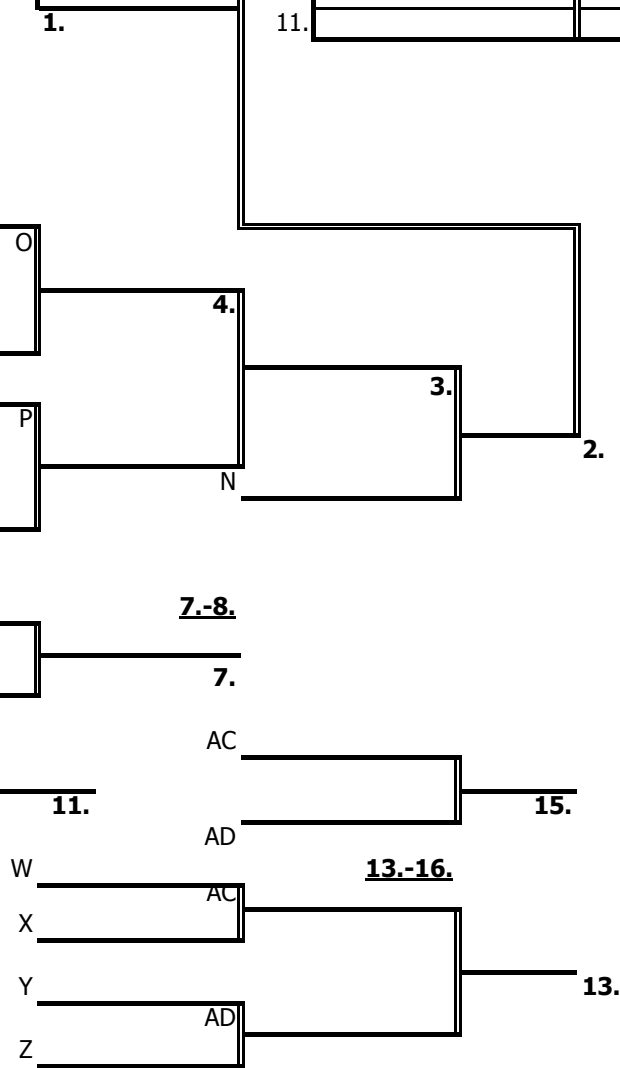 1.
11.
O
4.
P
3.
2.
N
7.-8.
7.
AC
11.
15.
AD
W
13.-16.
AC
X
Y
13.
AD
Z